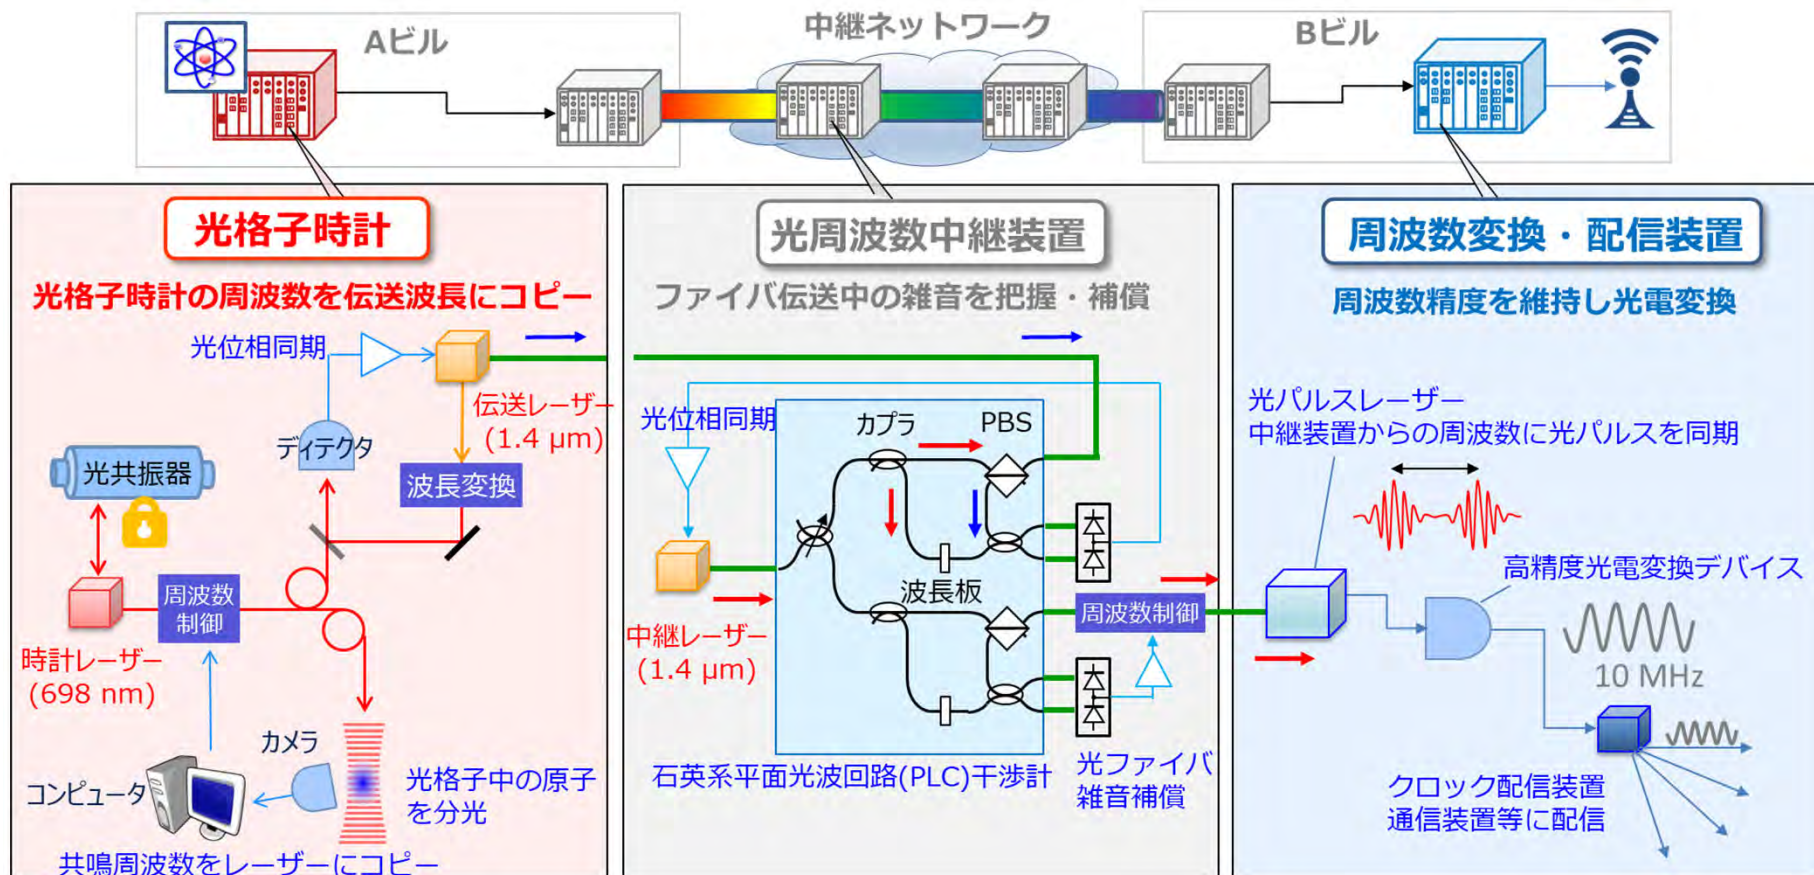 Aビル
中継ネットワーク
Bビル
光格子時計
光格子時計の周波数を伝送波長にコピー
光位相同期
伝送レーザー
(1.4 μm)
ディテクタ
光共振器
波長変換
周波数
制御
時計レーザー
(698 nm)
カメラ
コンピュータ
光格子中の原子
を分光
共鳴周波数をレーザーにコピー
光周波数中継装置
ファイバ伝送中の雑音を把握・補償
光位相同期
カプラ
PBS
波長板
中継レーザー
(1.4 μm)
周波数制御
石英系平面光波回路(PLC)干渉計
光ファイバ
雑音補償
周波数変換・配信装置
周波数精度を維持し光電変換
光パルスレーザー
中継装置からの周波数に光パルスを同期
高精度光電変換デバイス
10 MHz
クロック配信装置
通信装置等に配信